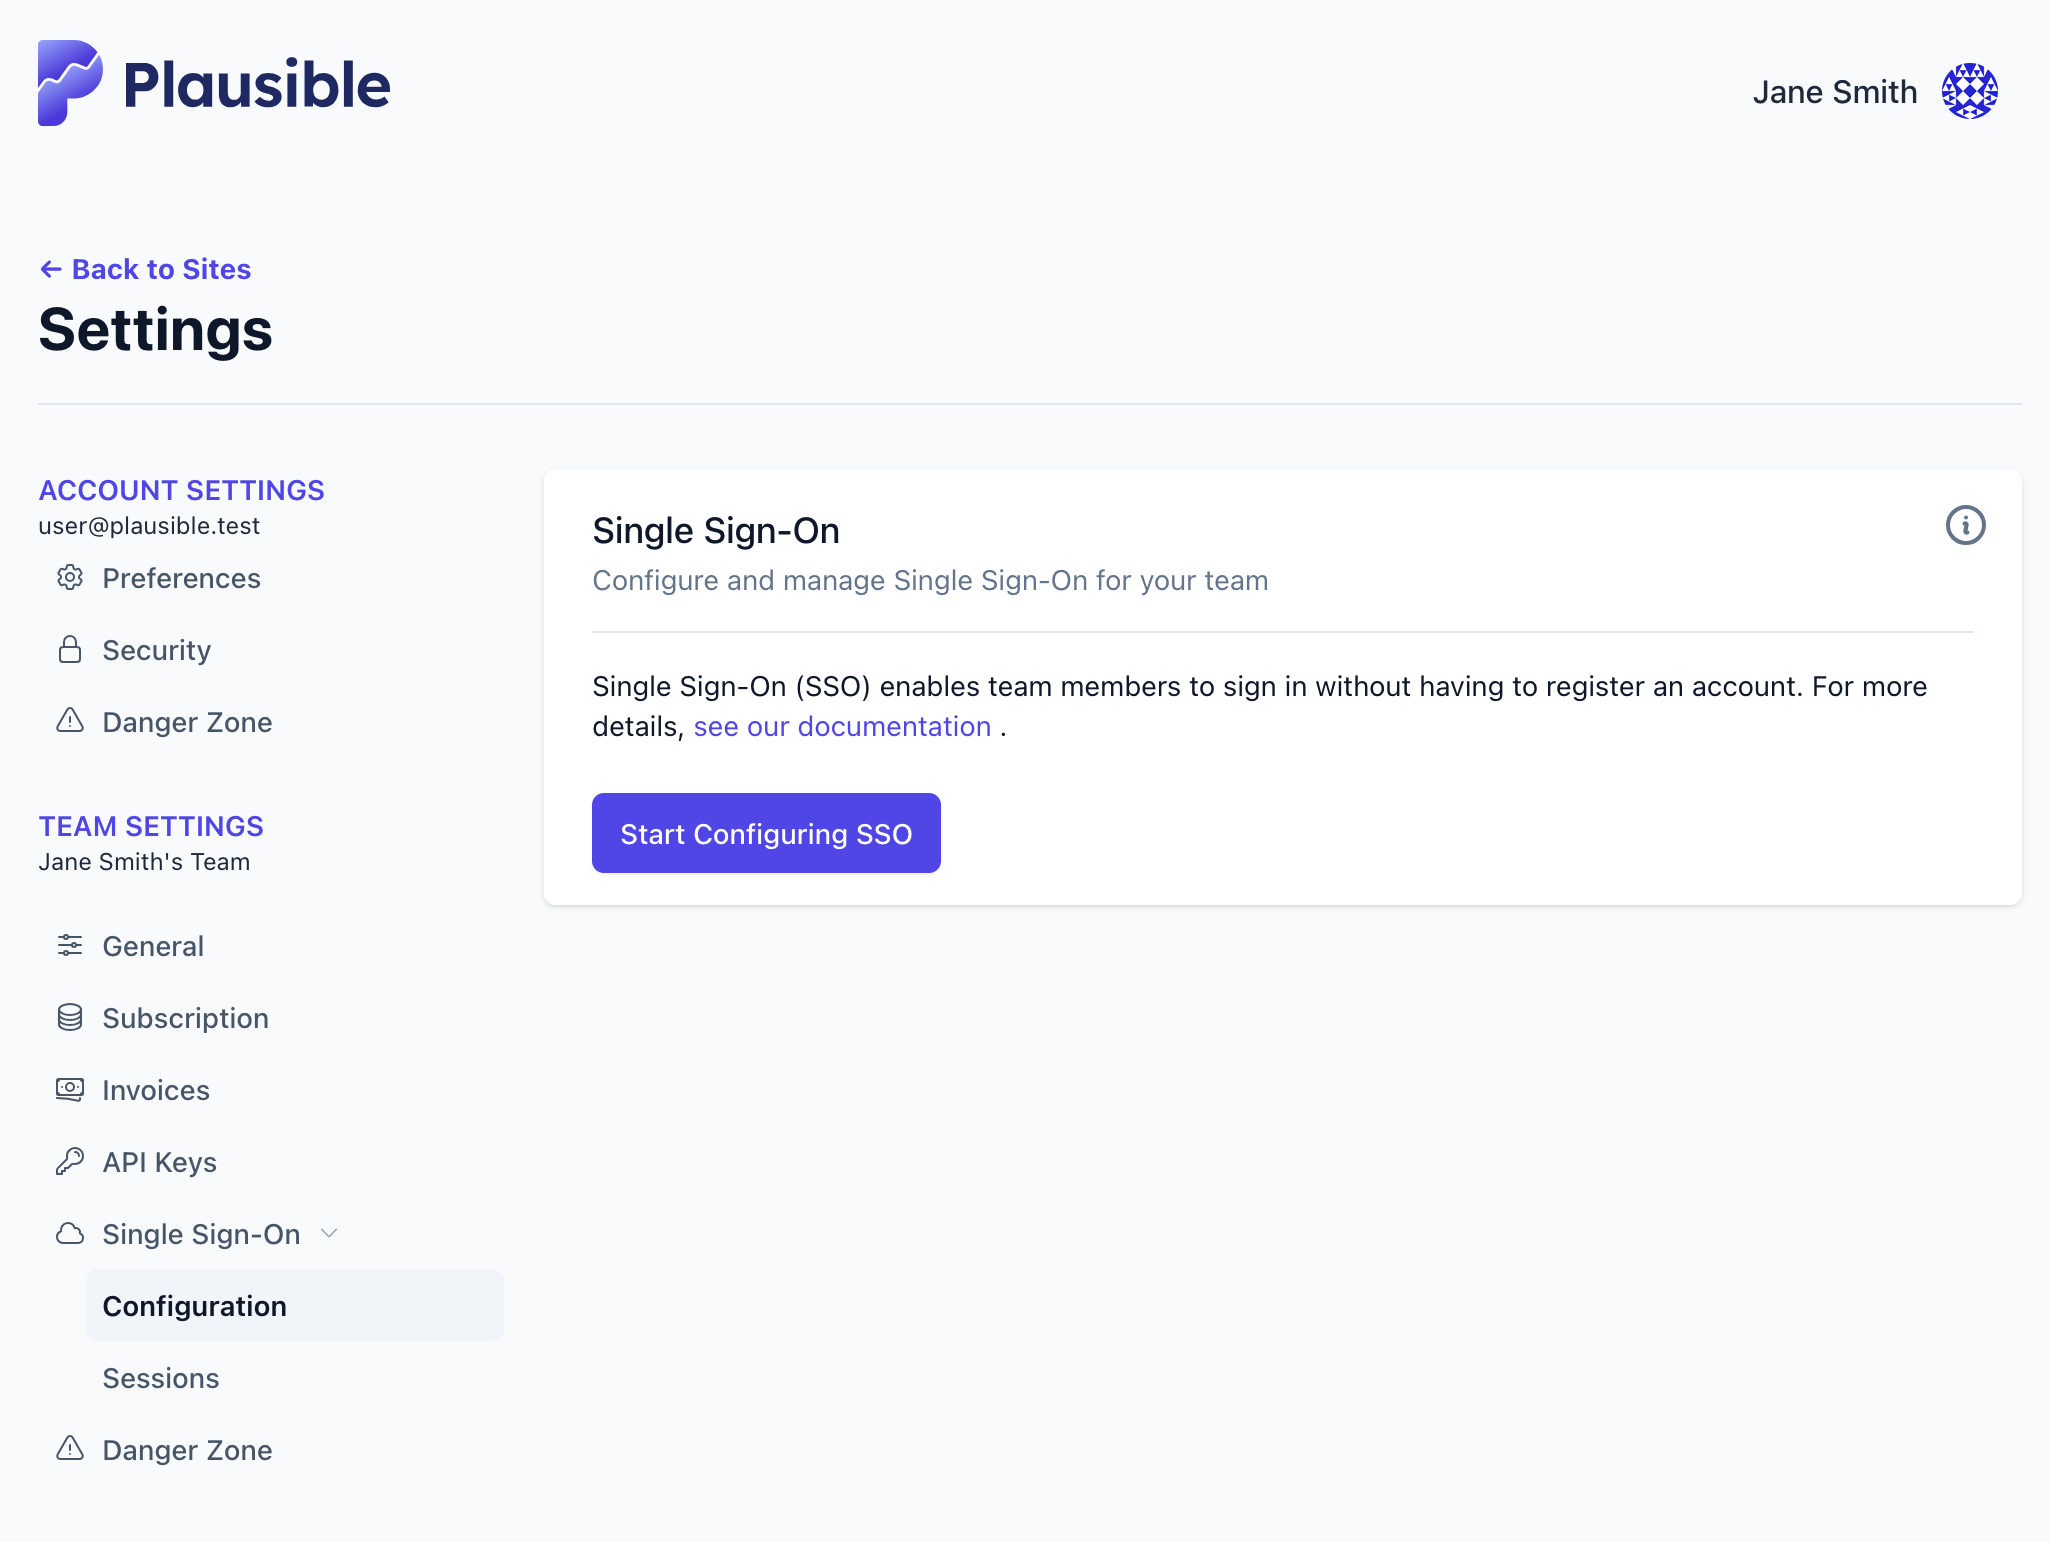 Plausible
Jane Smith
← Back to Sites
Settings
ACCOUNT SETTINGS
user@plausible.test
Preferences
Security
Danger Zone
TEAM SETTINGS
Jane Smith's Team
General
Subscription
Invoices
API Keys
Single Sign-On
Configuration
Sessions
Danger Zone
Single Sign-On
Configure and manage Single Sign-On for your team
Single Sign-On (SSO) enables team members to sign in without having to register an account. For more
details, see our documentation .
Start Configuring SSO